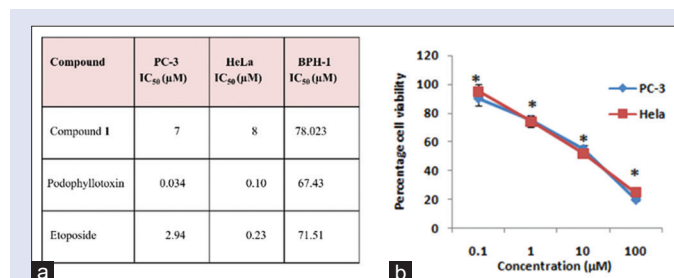 Compound PC-3 HeLa BPH-1
IC50 (µM) IC50 (µM) IC50 (µM)
Compound 1 7 8 78.023
Podophyllotoxin 0.034 0.10 67.43
Etoposide 2.94 0.23 71.51
a
120
100
80
60
40
20
0
Percentage cell viability
* * * *
PC-3
Hela
0.1 1 10 100
Concentration (µM)
b